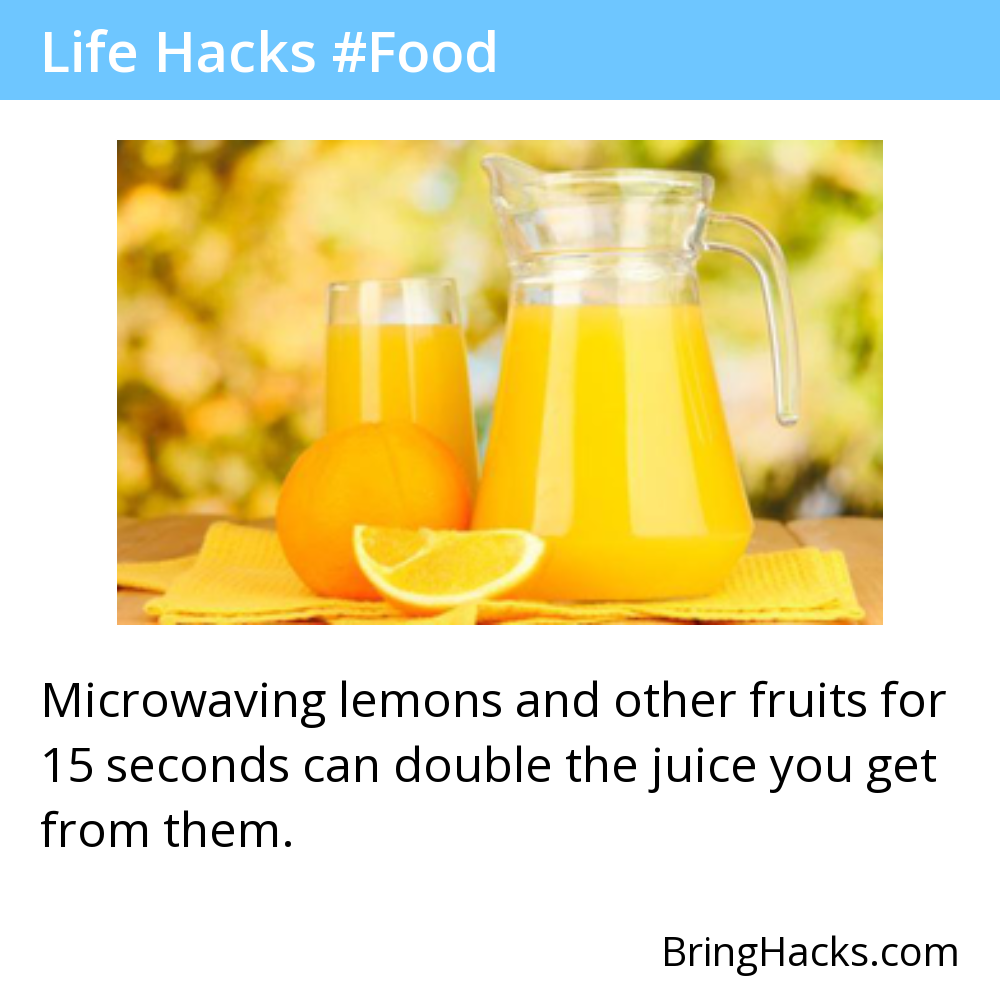 Life Hacks #Food
Microwaving lemons and other fruits for
15 seconds can double the juice you get
from them.
BringHacks.com